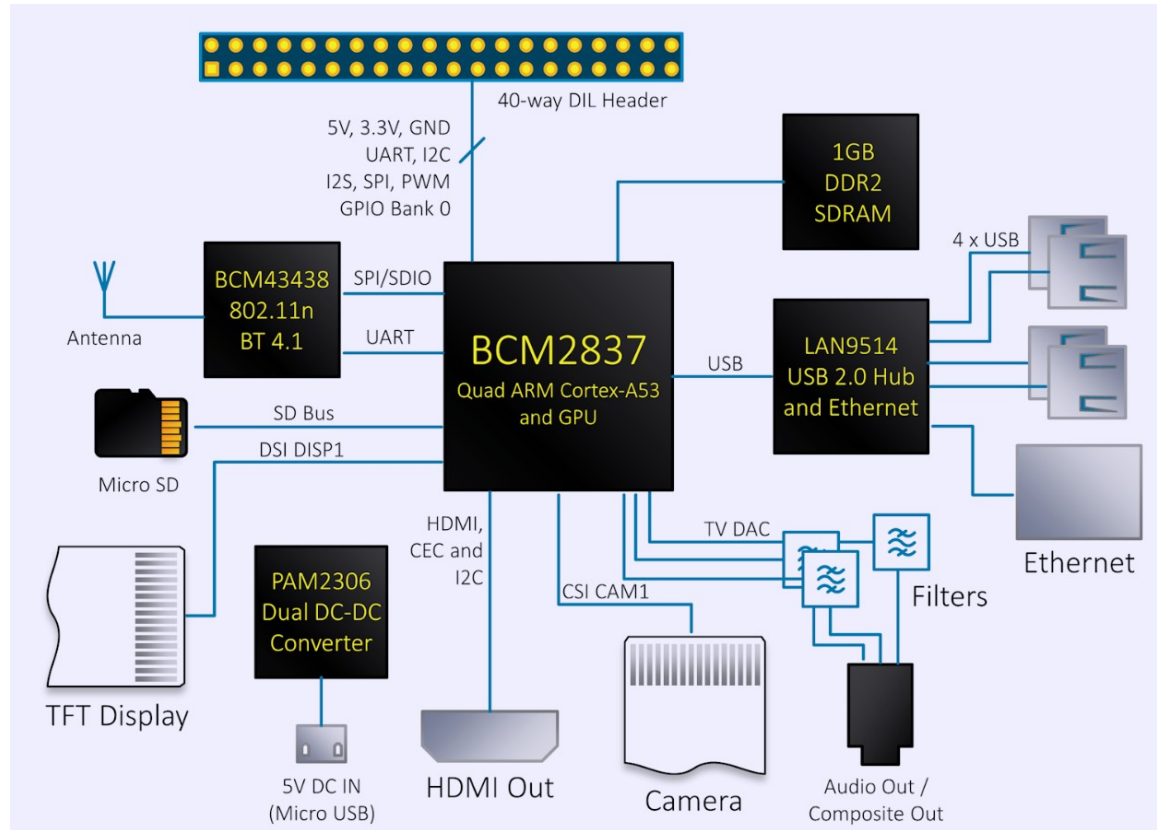 40-way DIL Header
5V, 3.3V, GND
UART, I2C
I2S, SPI, PWM
GPIO Bank 0
1GB
DDR2
SDRAM
4 x USB
BCM43438
802.11n
BT 4.1
SPI/SDIO
UART
Antenna
BCM2837
Quad ARM Cortex-A53
and GPU
USB
LAN9514
USB 2.0 Hub
and Ethernet
SD Bus
DSI DISP1
Micro SD
HDMI,
CEC and
I2C
TV DAC
Ethernet
PAM2306
Dual DC-DC
Converter
CSI CAM1
Filters
TFT Display
5V DC IN
(Micro USB)
HDMI Out
Camera
Audio Out /
Composite Out